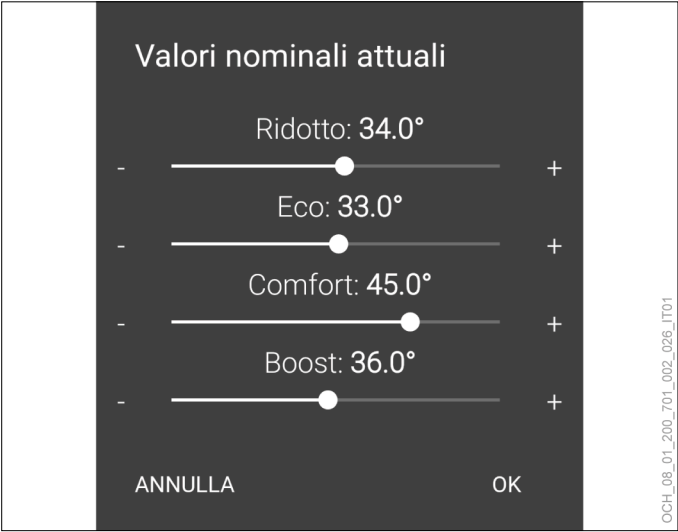 Valori nominali attuali
Ridotto: 34.0°
- +
Eco: 33.0°
- +
Comfort: 45.0°
- +
Boost: 36.0°
- +
ANNULLA OK
OCH_08_01_200_701_002_026_IT01